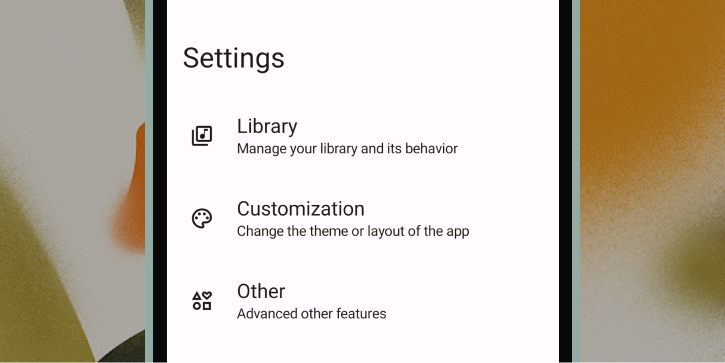 Settings
Library
Manage your library and its behavior
Customization
Change the theme or layout of the app
Other
Advanced other features